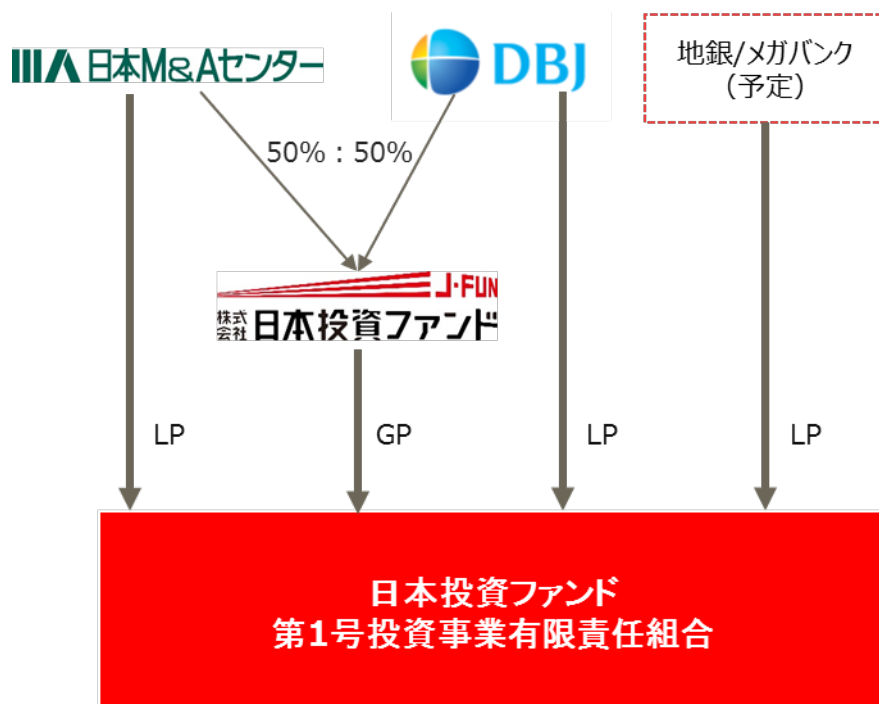 日本M&Aセンター
DBJ
地銀/メガバンク
（予定）
50%：50%
J・FUN
株式
会社 日本投資ファンド
LP
GP
LP
LP
日本投資ファンド
第1号投資事業有限責任組合